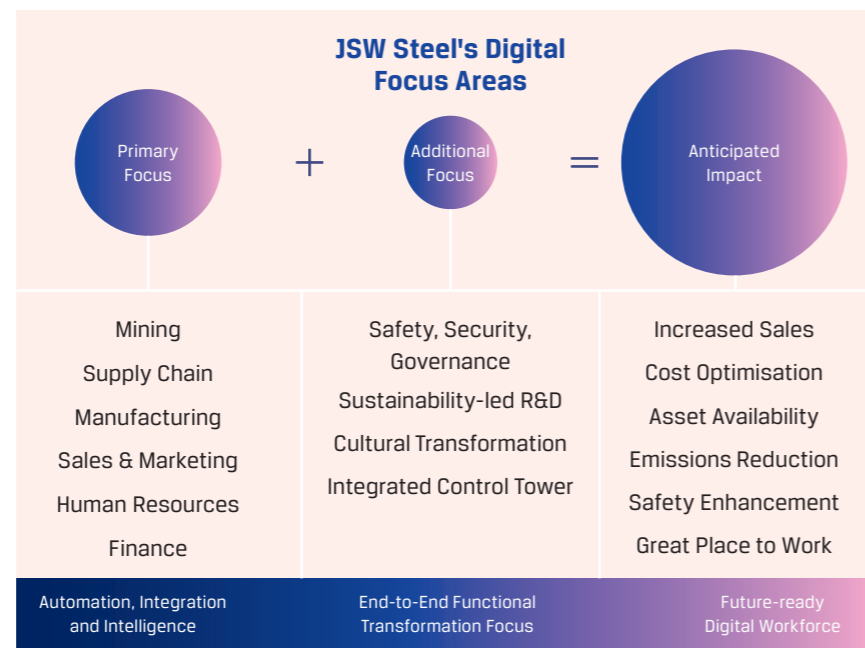 JSW Steel's Digital
Focus Areas
Primary
Focus
+
Additional
Focus
=
Anticipated
Impact
Mining
Supply Chain
Manufacturing
Sales & Marketing
Human Resources
Finance
Safety, Security,
Governance
Sustainability-led R&D
Cultural Transformation
Integrated Control Tower
Increased Sales
Cost Optimisation
Asset Availability
Emissions Reduction
Safety Enhancement
Great Place to Work
Automation, Integration
and Intelligence
End-to-End Functional
Transformation Focus
Future-ready
Digital Workforce